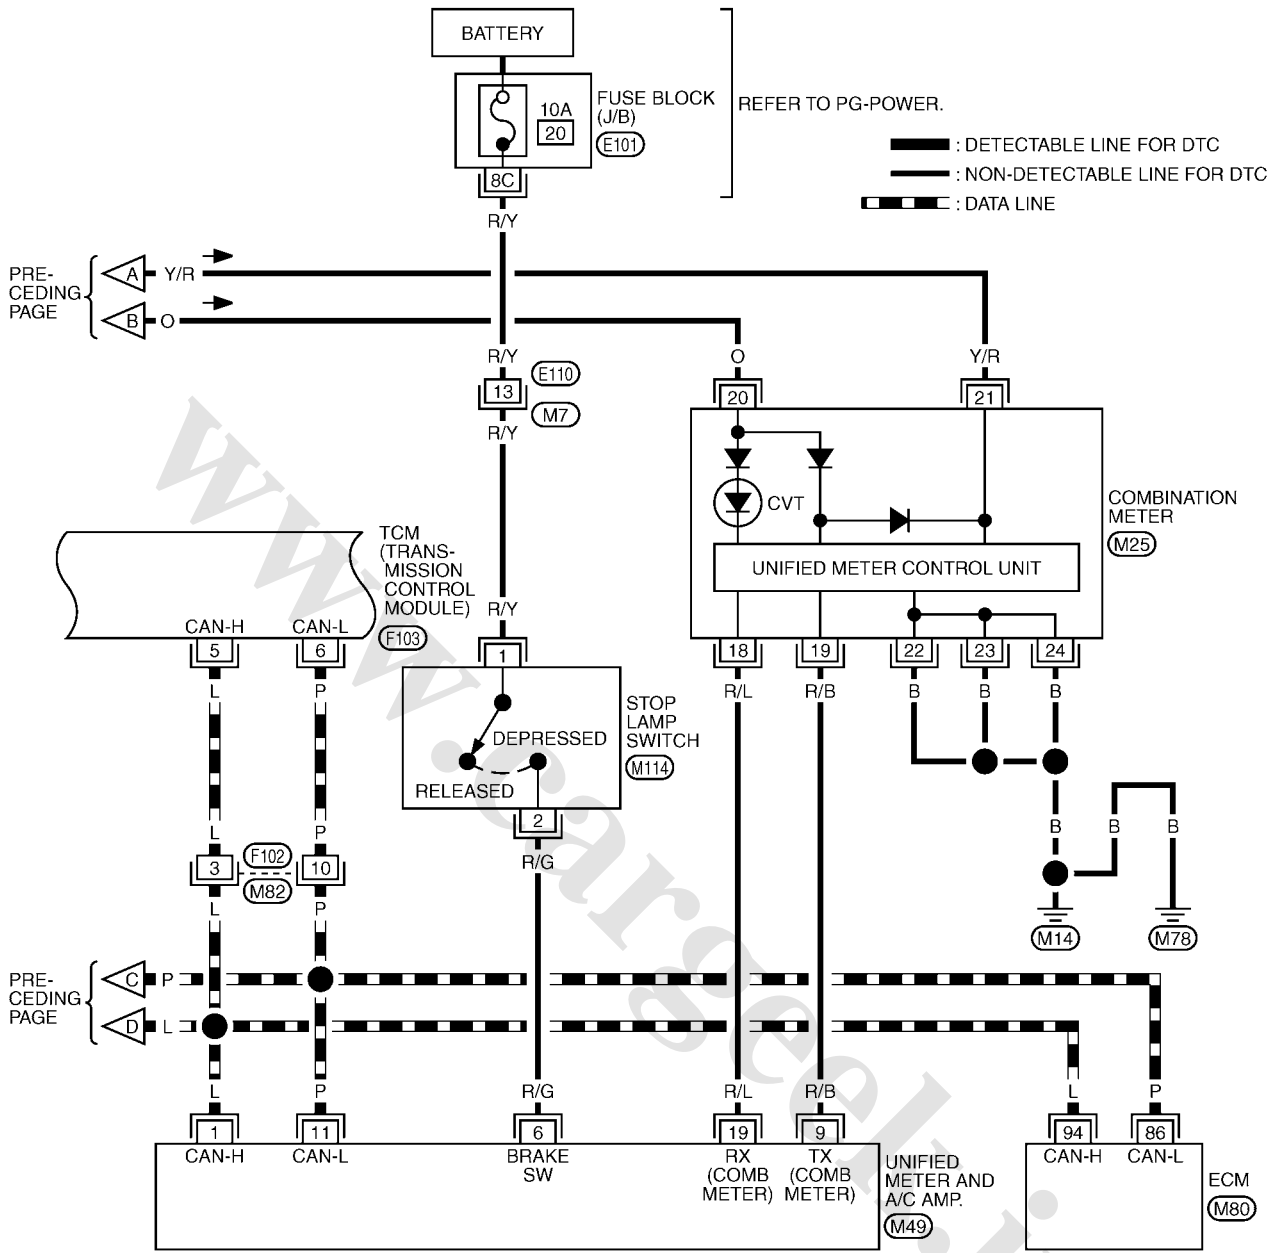 BATTERY
10A
20
FUSE BLOCK
(J/B)
E101
REFER TO PG-POWER.
: DETECTABLE LINE FOR DTC
: NON-DETECTABLE LINE FOR DTC
: DATA LINE
8C
R/Y
PRE-
CEDING
PAGE
A Y/R
B O
R/Y
O
Y/R
E110
13
M7
R/Y
20
21
CVT
COMBINATION
METER
M25
UNIFIED METER CONTROL UNIT
TCM
(TRANS-
MISSION
CONTROL
MODULE)
F103
CAN-H
CAN-L
5
6
R/Y
1
18
19
22
23
24
L
P
R/L
R/B
B
B
B
STOP
LAMP
SWITCH
M114
DEPRESSED
RELEASED
2
L
P
R/G
B
B
B
3
F102
M82
10
L
P
M14
M78
PRE-
CEDING
PAGE
C P
D L
L
P
R/G
R/L
R/B
L
P
1
11
6
19
9
94
86
CAN-H
CAN-L
BRAKE
SW
RX
(COMB
METER)
TX
(COMB
METER)
UNIFIED
METER AND
A/C AMP.
M49
CAN-H
CAN-L
ECM
M80
www.cargeek.i